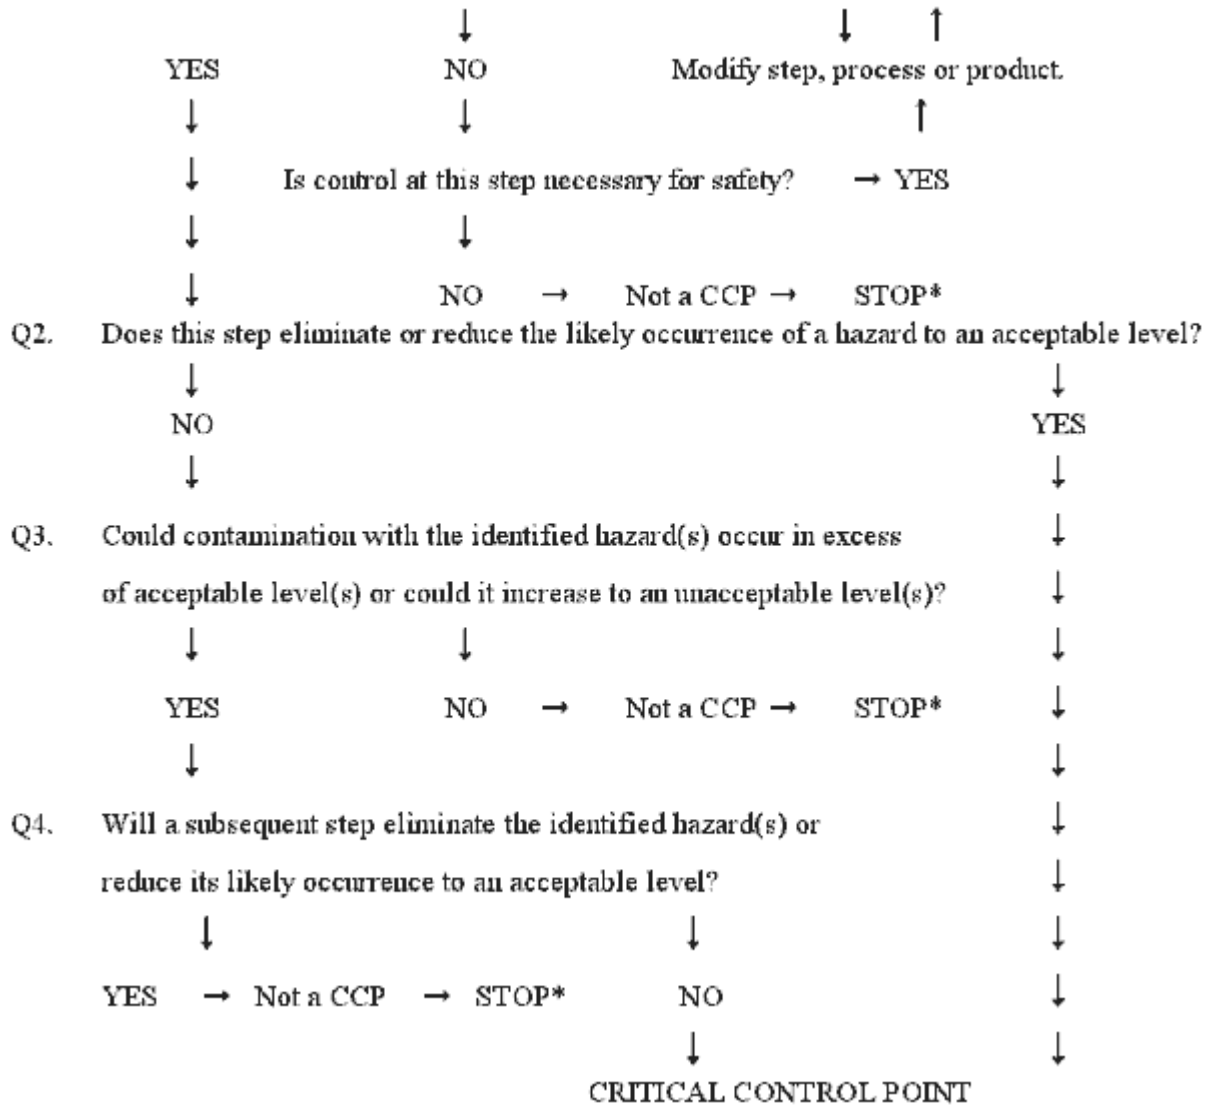 ↓ ↓ ↑
YES NO Modify step, process or product.
↓ ↓ ↑
↓ Is control at this step necessary for safety? → YES
↓ ↓
↓ NO → Not a CCP → STOP*
Q2. Does this step eliminate or reduce the likely occurrence of a hazard to an acceptable level?
↓ ↓
NO YES
↓ ↓
Q3. Could contamination with the identified hazard(s) occur in excess ↓
of acceptable level(s) or could it increase to an unacceptable level(s)? ↓
↓ ↓ ↓
YES NO → Not a CCP → STOP* ↓
↓ ↓
Q4. Will a subsequent step eliminate the identified hazard(s) or ↓
reduce its likely occurrence to an acceptable level? ↓
↓ ↓ ↓
YES → Not a CCP → STOP* NO ↓
↓ ↓
CRITICAL CONTROL POINT